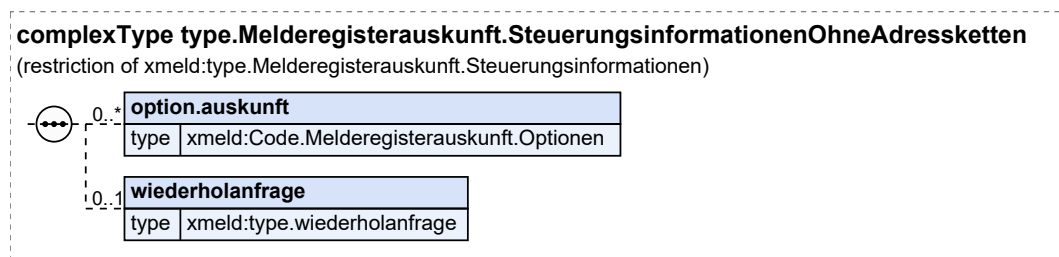 complexType type.Melderegisterauskunft.SteuerungsinformationenOhneAdressketten
(restriction of xmeld:type.Melderegisterauskunft.Steuerungsinformationen)
0..* option.auskunft
type xmeld:Code.Melderegisterauskunft.Optionen
0..1 wiederholanfrage
type xmeld:type.wiederholanfrage